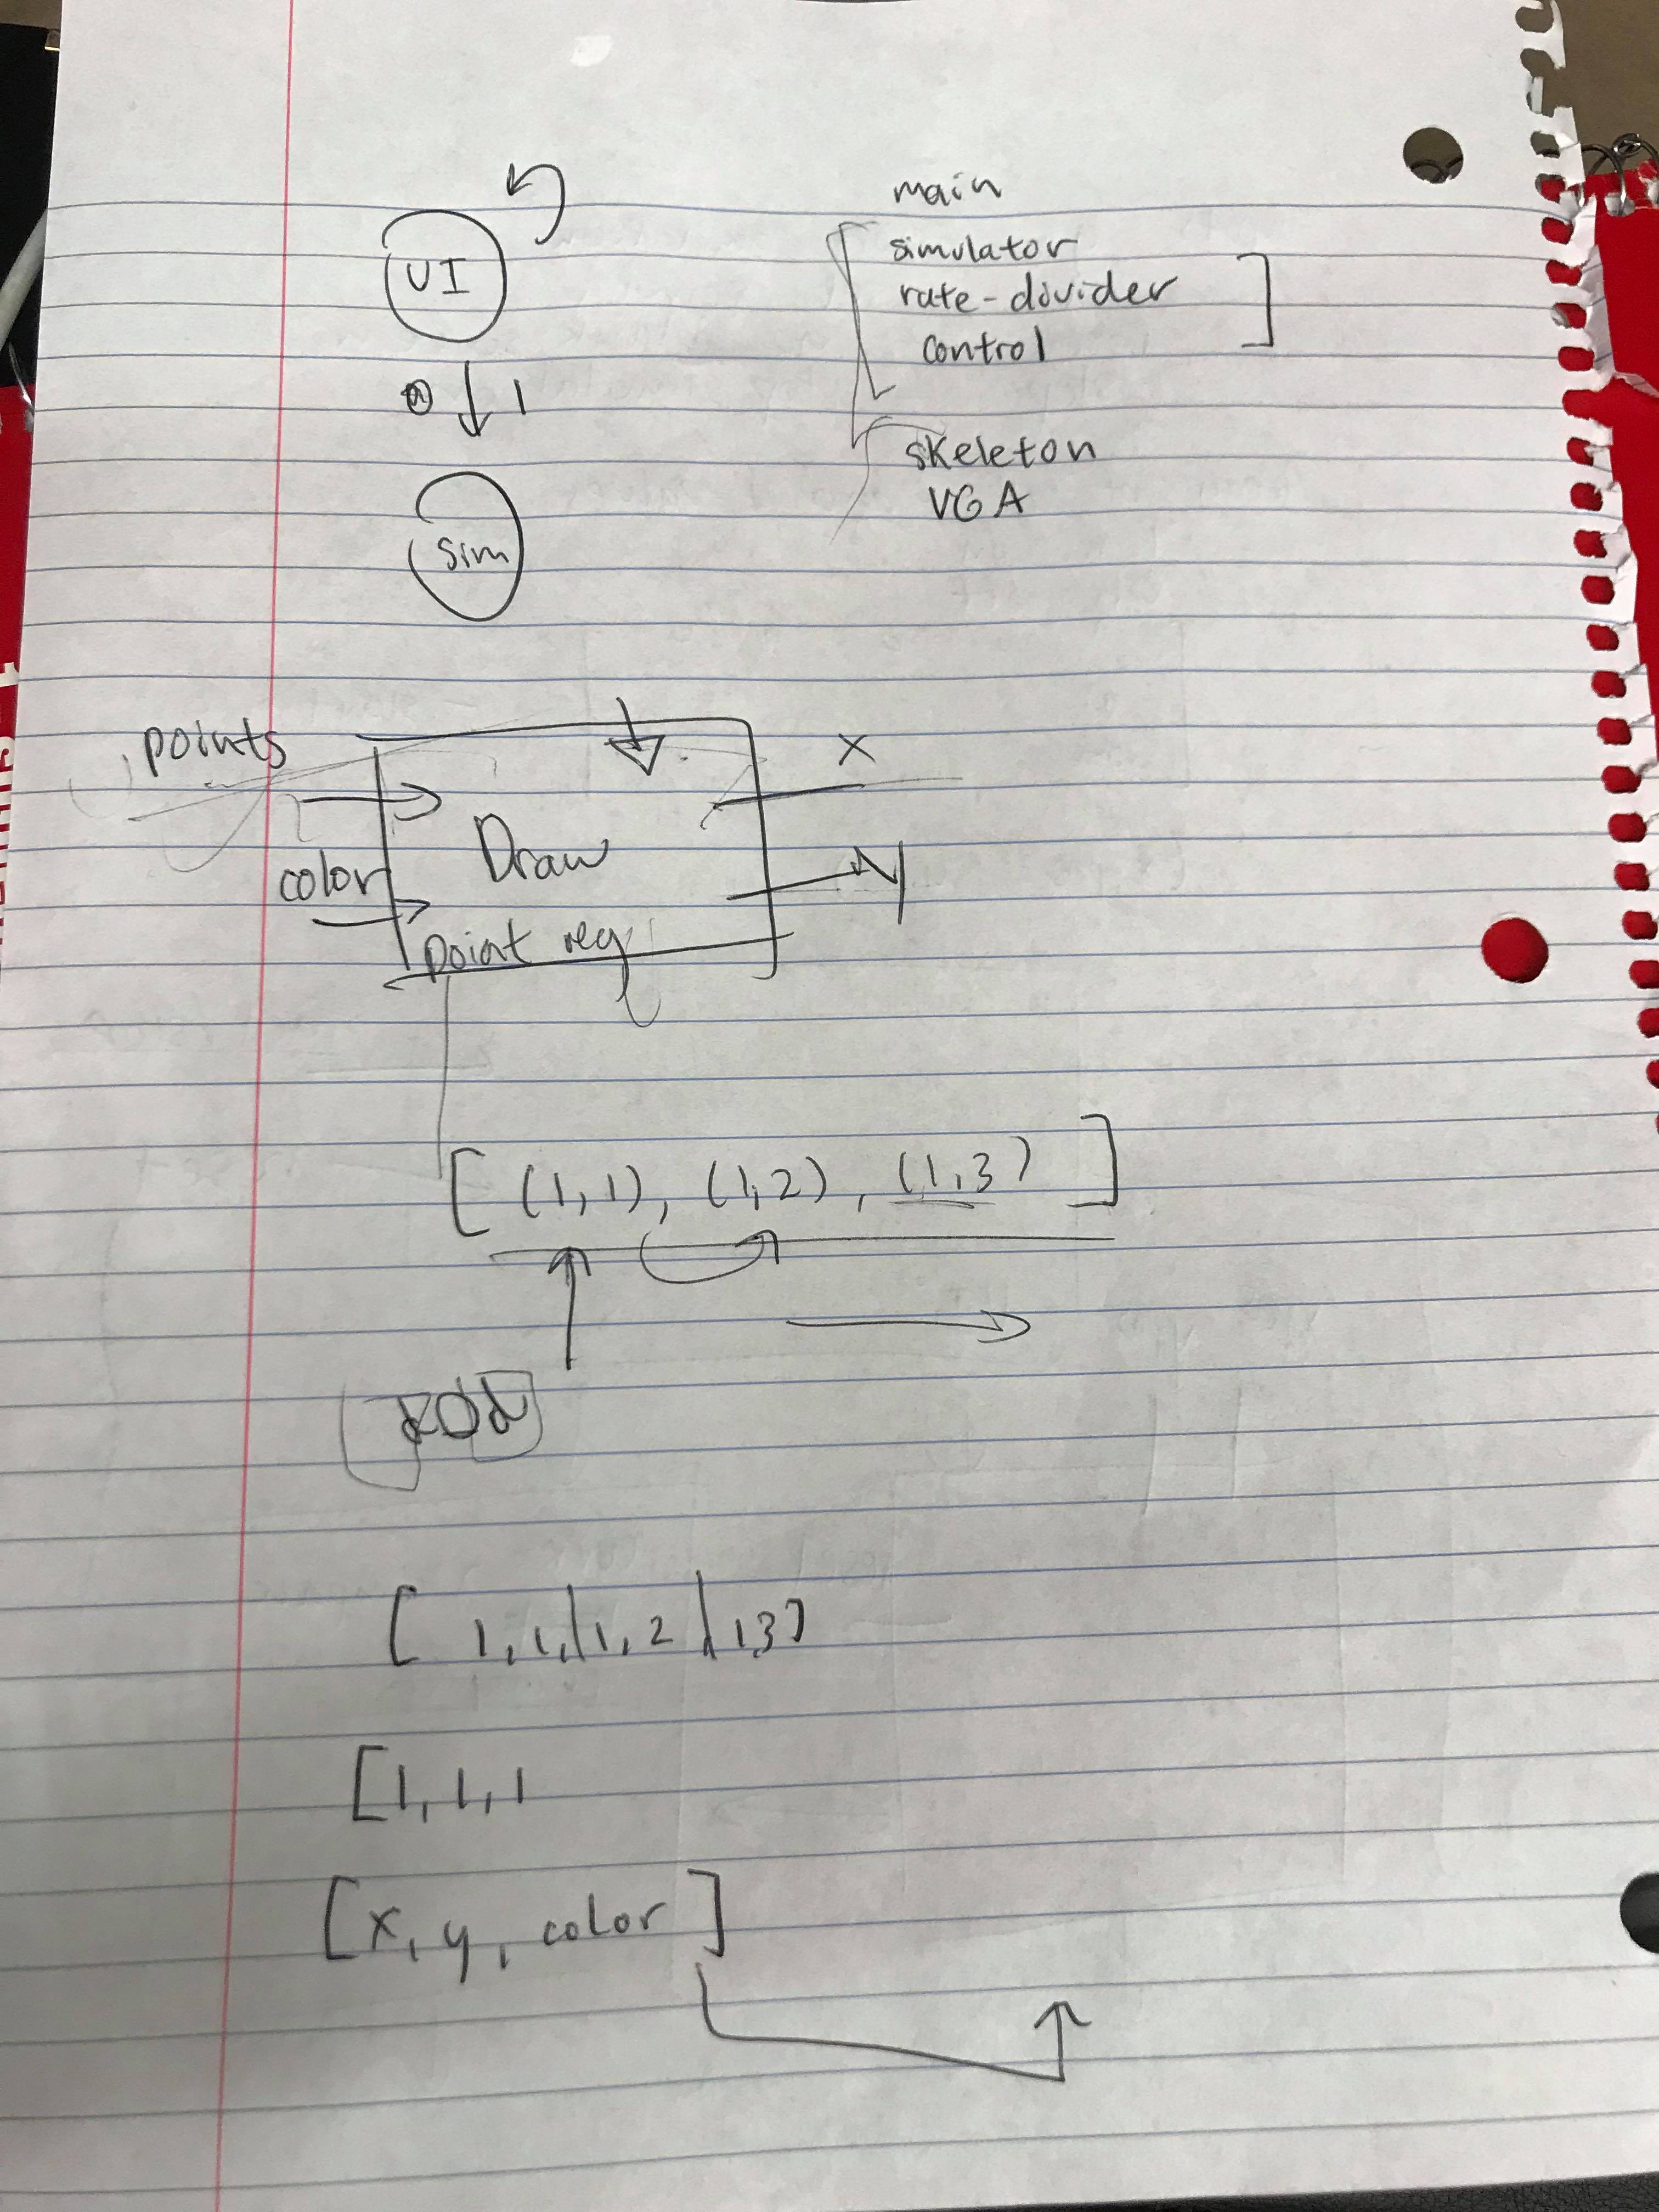 main
simulator
UI
rate-divider
control
1
skeleton
VGA
sim
points
x
Draw
color
y
point reg
[ (1,1), (1,2), (1,3) ]
[ 1, 1, | 1, 2 | 1,3 ]
[1, 1, 1
[x, y, color ]